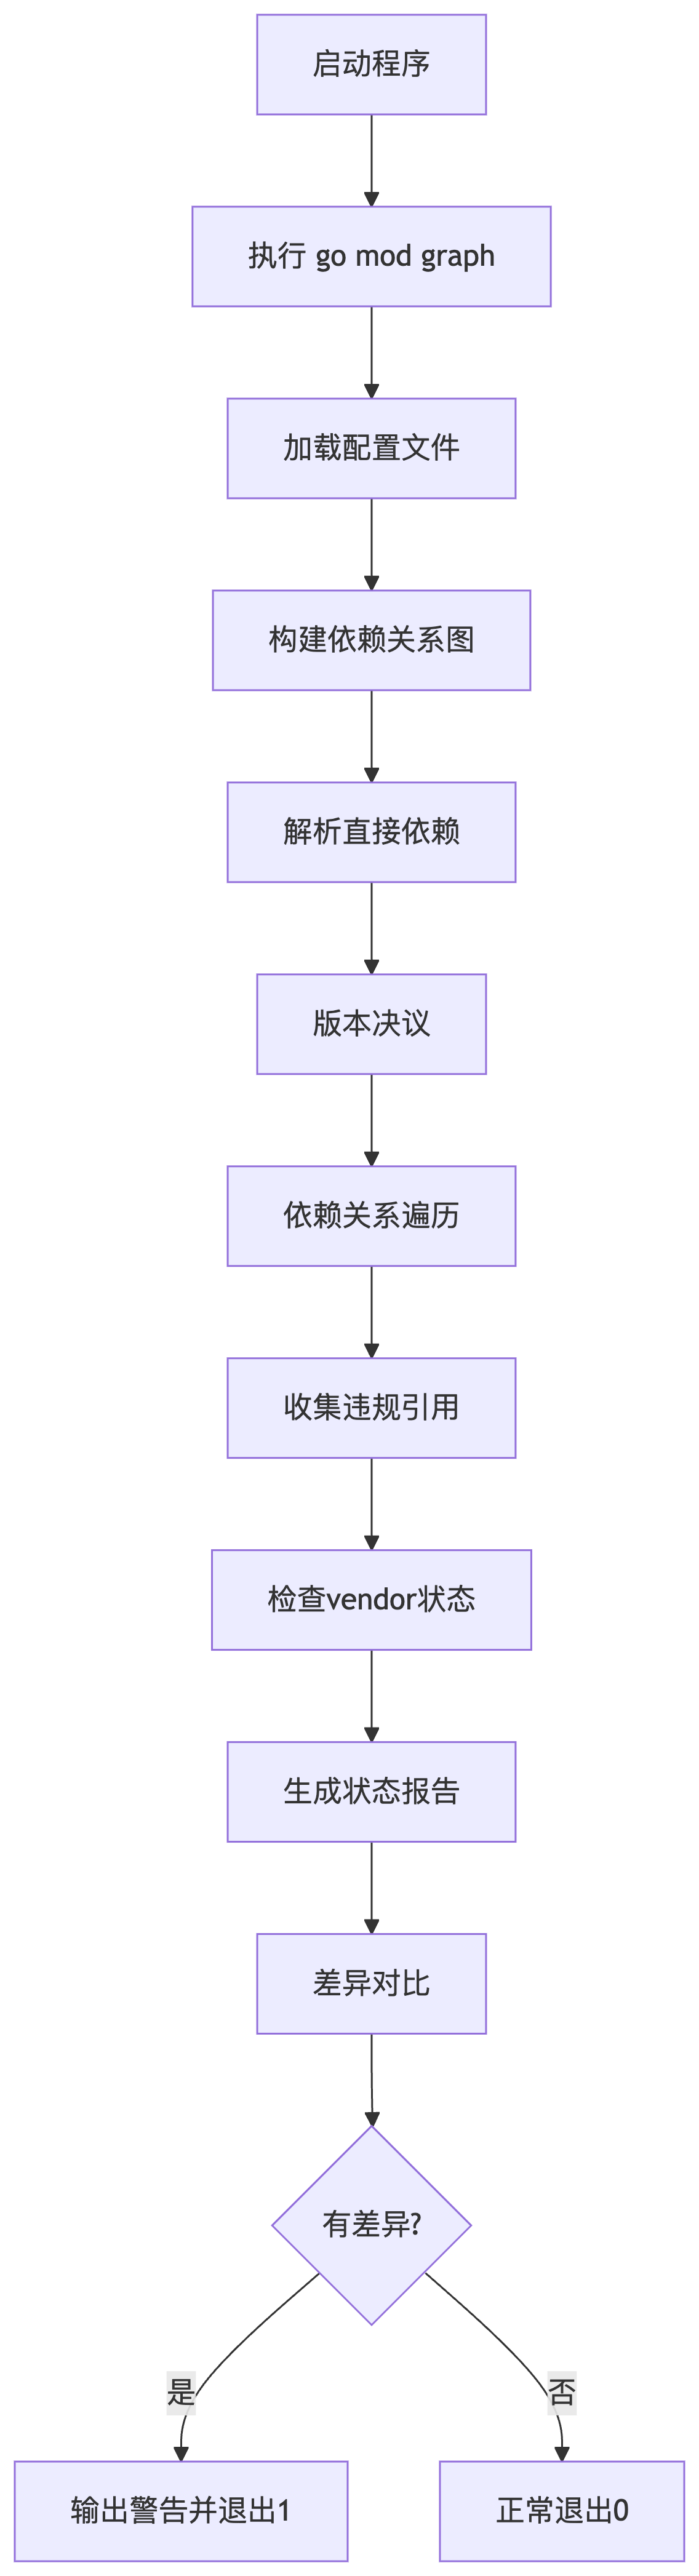 启动程序
执行 go mod graph
加载配置文件
构建依赖关系图
解析直接依赖
版本决议
依赖关系遍历
收集违规引用
检查vendor状态
生成状态报告
差异对比
有差异?
是
否
输出警告并退出1
正常退出0